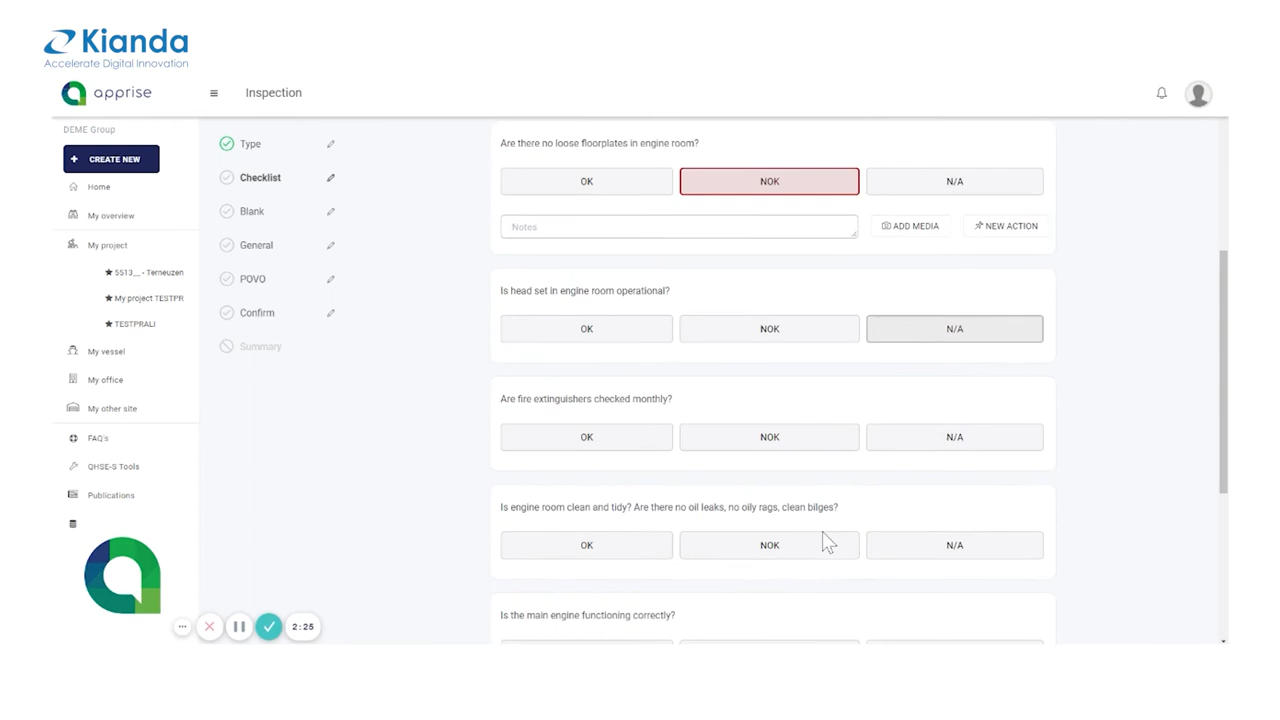 Kianda
Accelerate Digital Innovation
apprise
Inspection
DEME Group
+ CREATE NEW
Home
My overview
My project
5513__ - Terneuzen
My project TESTPR
TESTPRALI
My vessel
My office
My other site
FAQ's
QHSE-S Tools
Publications
Type
Checklist
Blank
General
POVO
Confirm
Summary
Are there no loose floorplates in engine room?
OK NOK N/A
Notes ADD MEDIA NEW ACTION
Is head set in engine room operational?
OK NOK N/A
Are fire extinguishers checked monthly?
OK NOK N/A
Is engine room clean and tidy? Are there no oil leaks, no oily rags, clean bilges?
OK NOK N/A
Is the main engine functioning correctly?
2:25